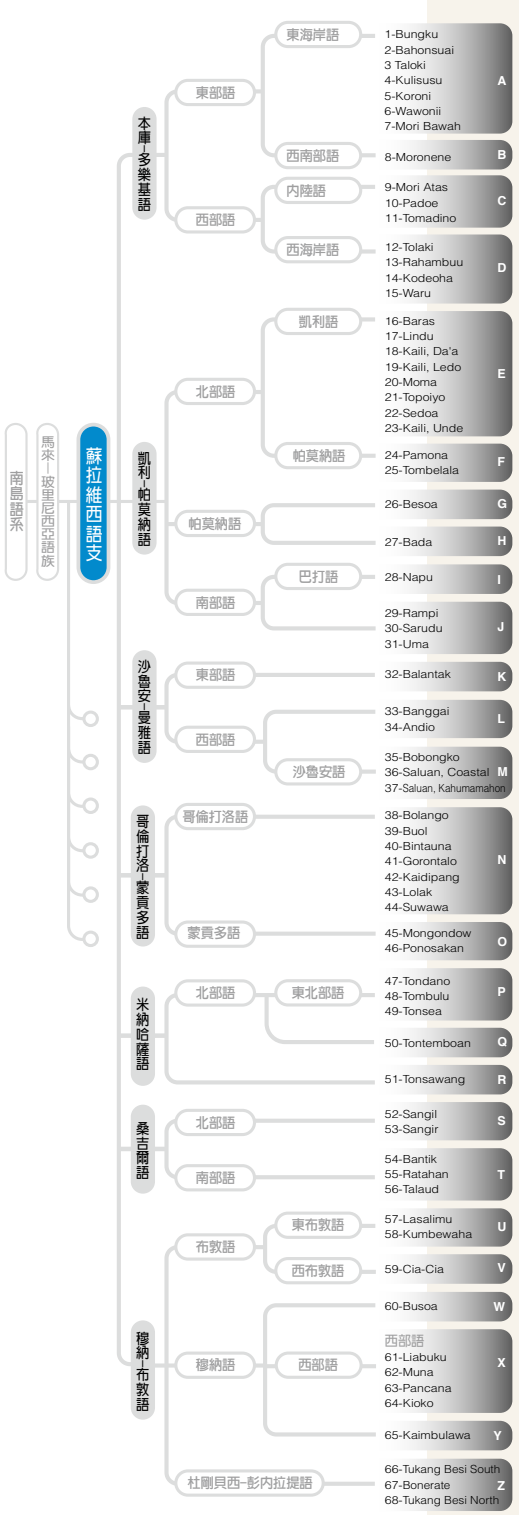 南島語系
馬來－玻里尼西亞語族
蘇拉維西語支
本庫-多樂基語
東部語
東海岸語
1-Bungku
2-Bahonsuai
3 Taloki
4-Kulisusu
5-Koroni
6-Wawonii
7-Mori Bawah
A
西南部語
8-Moronene
B
西部語
內陸語
9-Mori Atas
10-Padoe
11-Tomadino
C
西海岸語
12-Tolaki
13-Rahambuu
14-Kodeoha
15-Waru
D
凱利-帕莫納語
北部語
凱利語
16-Baras
17-Lindu
18-Kaili, Da'a
19-Kaili, Ledo
20-Moma
21-Topoiyo
22-Sedoa
23-Kaili, Unde
E
帕莫納語
24-Pamona
25-Tombelala
F
帕莫納語
26-Besoa
G
27-Bada
H
南部語
巴打語
28-Napu
I
29-Rampi
30-Sarudu
31-Uma
J
沙魯安-曼雅語
東部語
32-Balantak
K
西部語
33-Banggai
34-Andio
L
沙魯安語
35-Bobongko
36-Saluan, Coastal
37-Saluan, Kahumamahon
M
哥倫打洛-蒙貢多語
哥倫打洛語
38-Bolango
39-Buol
40-Bintauna
41-Gorontalo
42-Kaidipang
43-Lolak
44-Suwawa
N
蒙貢多語
45-Mongondow
46-Ponosakan
O
米納哈薩語
北部語
東北部語
47-Tondano
48-Tombulu
49-Tonsea
P
50-Tontemboan
Q
51-Tonsawang
R
桑吉爾語
北部語
52-Sangil
53-Sangir
S
南部語
54-Bantik
55-Ratahan
56-Talaud
T
穆納-布敦語
布敦語
東布敦語
57-Lasalimu
58-Kumbewaha
U
西布敦語
59-Cia-Cia
V
穆納語
60-Busoa
W
西部語
西部語
61-Liabuku
62-Muna
63-Pancana
64-Kioko
X
65-Kaimbulawa
Y
杜剛貝西-彭內拉提語
66-Tukang Besi South
67-Bonerate
68-Tukang Besi North
Z